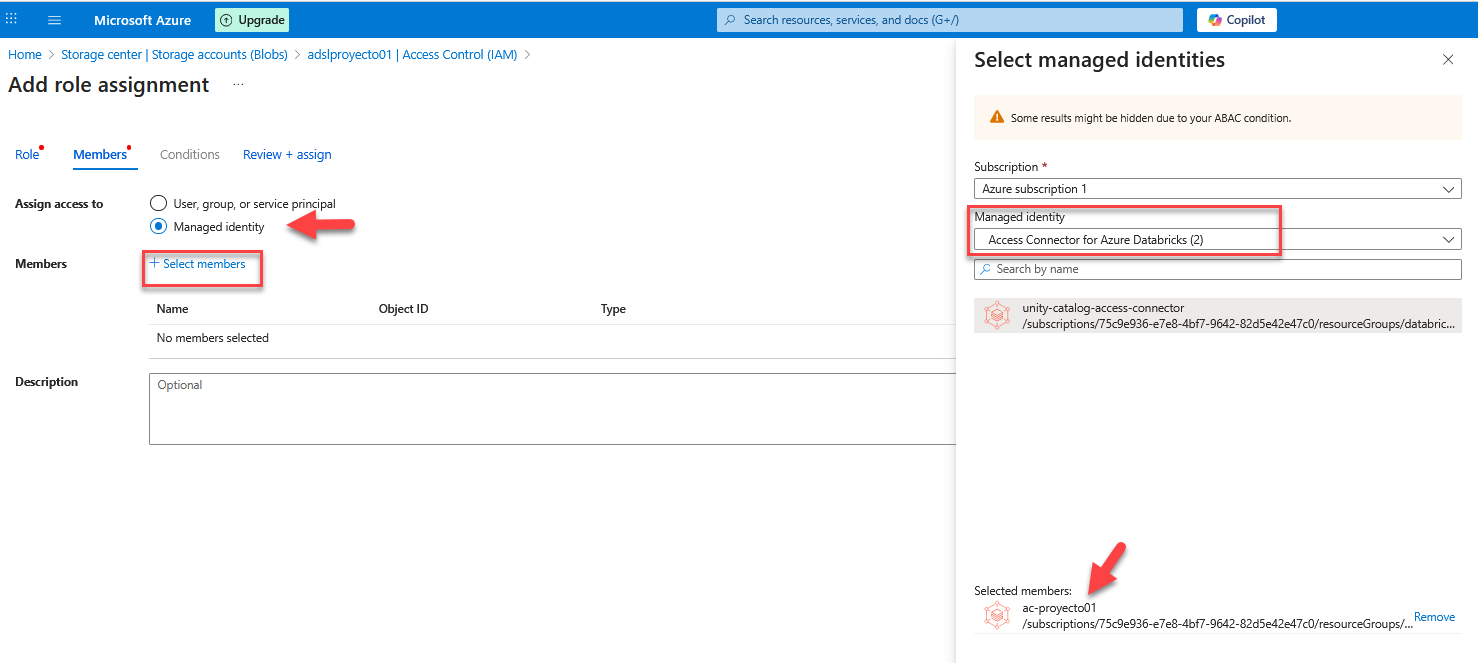 Microsoft Azure
Upgrade
Search resources, services, and docs (G+/)
Copilot
Home > Storage center | Storage accounts (Blobs) > adslproyecto01 | Access Control (IAM) >
Add role assignment
...
Role
Members
Conditions
Review + assign
Assign access to
User, group, or service principal
Managed identity
Members
+ Select members
Name
Object ID
Type
No members selected
Description
Optional
Select managed identities
Some results might be hidden due to your ABAC condition.
Subscription *
Azure subscription 1
Managed identity
Access Connector for Azure Databricks (2)
Search by name
unity-catalog-access-connector
/subscriptions/75c9e936-e7e8-4bf7-9642-82d5e42e47c0/resourceGroups/databric...
Selected members:
ac-proyecto01
/subscriptions/75c9e936-e7e8-4bf7-9642-82d5e42e47c0/resourceGroups/...
Remove